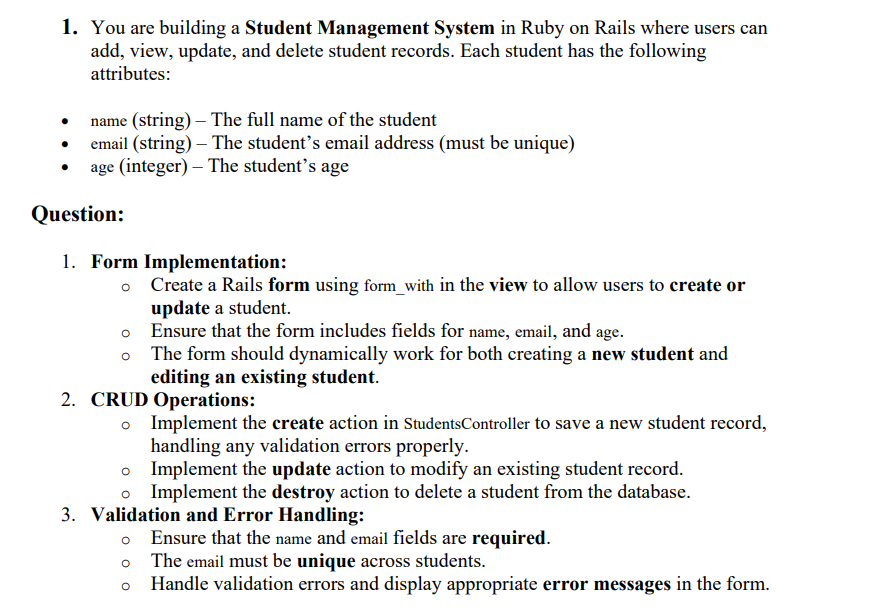 1. You are building a Student Management System in Ruby on Rails where users can
add, view, update, and delete student records. Each student has the following
attributes:
• name (string) – The full name of the student
• email (string) – The student’s email address (must be unique)
• age (integer) – The student’s age
Question:
1. Form Implementation:
o Create a Rails form using form_with in the view to allow users to create or
update a student.
o Ensure that the form includes fields for name, email, and age.
o The form should dynamically work for both creating a new student and
editing an existing student.
2. CRUD Operations:
o Implement the create action in StudentsController to save a new student record,
handling any validation errors properly.
o Implement the update action to modify an existing student record.
o Implement the destroy action to delete a student from the database.
3. Validation and Error Handling:
o Ensure that the name and email fields are required.
o The email must be unique across students.
o Handle validation errors and display appropriate error messages in the form.